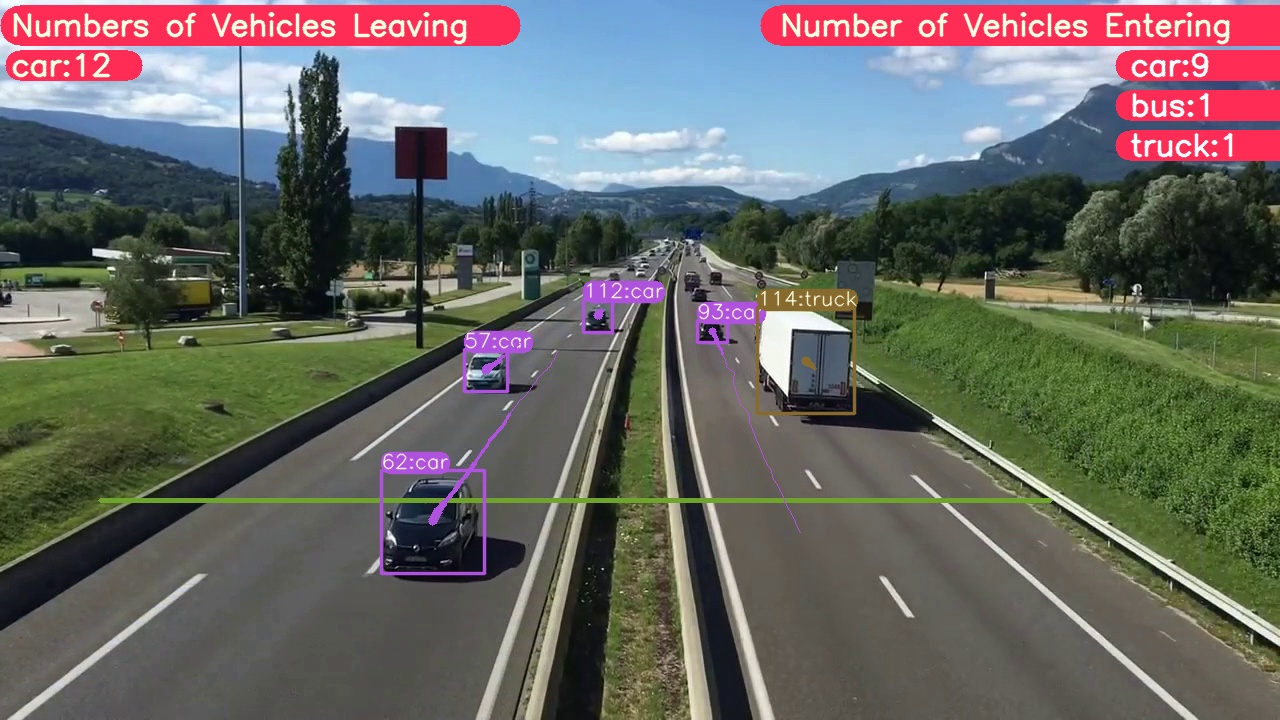 Numbers of Vehicles Leaving
Number of Vehicles Entering
car:12
car:9
bus:1
truck:1
112:car
114:truck
93:ca
57:car
62:car